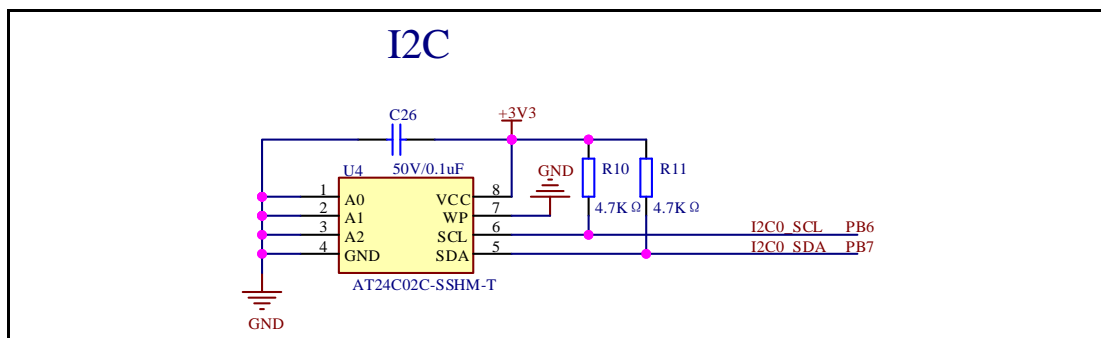 I2C
C26
+3V3
50V/0.1uF
GND
R10
R11
U4
1
A0
VCC
8
2
A1
WP
7
4.7KΩ
4.7KΩ
3
A2
SCL
6
I2C0_SCL PB6
4
GND
SDA
5
I2C0_SDA PB7
AT24C02C-SSHM-T
GND